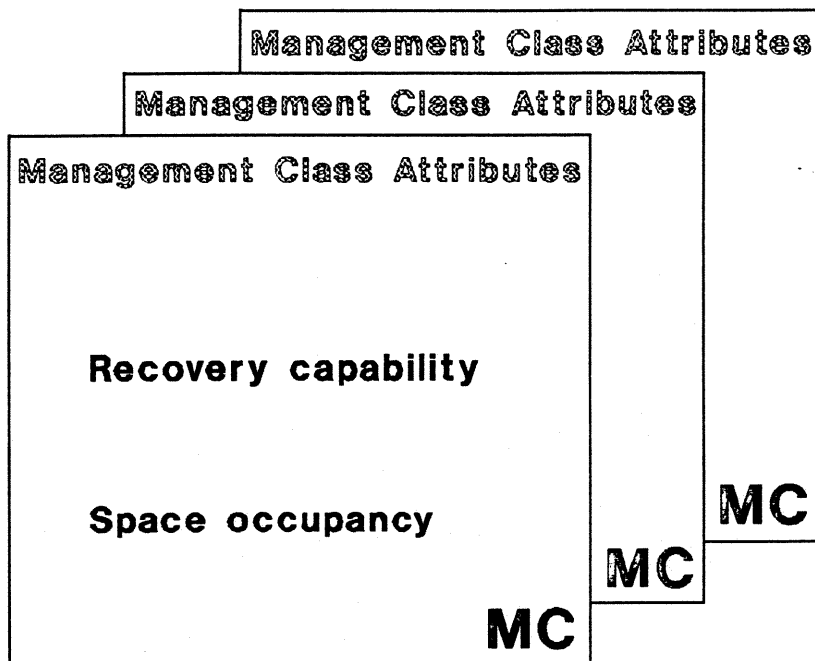 Management Class Attributes
Management Class Attributes
Management Class Attributes
Recovery capability
Space occupancy
MC
MC
MC